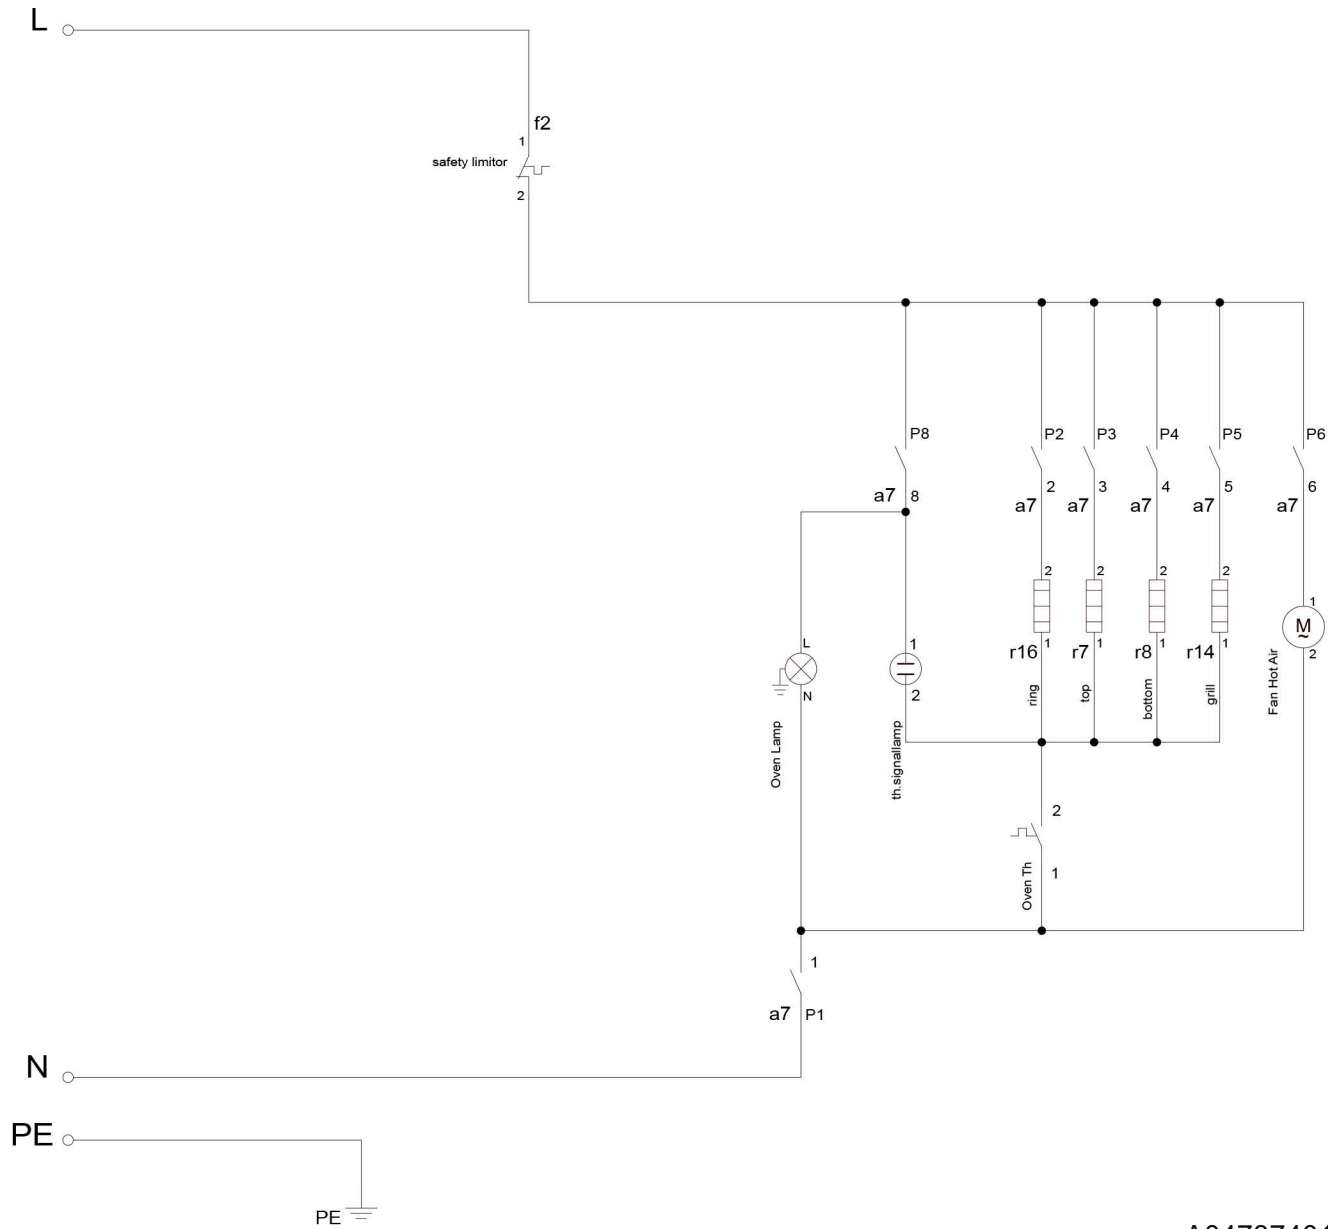 L
f2
1
safety limitor
2
P8
P2
P3
P4
P5
P6
a7
8
a7
2
a7
3
a7
4
a7
5
a7
6
2
2
2
2
1
M
~
2
r16
1
r7
1
r8
1
r14
1
L
N
1
2
ring
top
bottom
grill
Fan Hot Air
Oven Lamp
th.signallamp
2
Oven Th
1
1
a7
P1
N
PE
PE